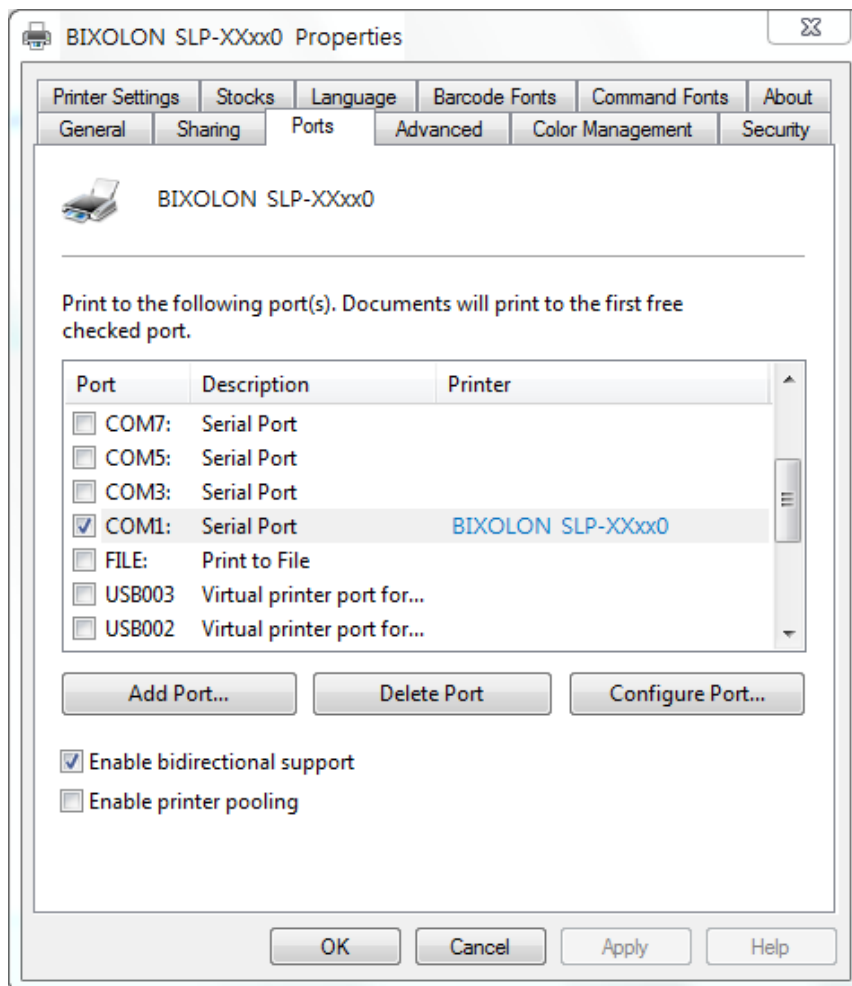 BIXOLON SLP-XXxx0 Properties
Printer Settings Stocks Language Barcode Fonts Command Fonts About
General Sharing Ports Advanced Color Management Security
BIXOLON SLP-XXxx0
Print to the following port(s). Documents will print to the first free
checked port.
Port Description Printer
COM7: Serial Port
COM5: Serial Port
COM3: Serial Port
COM1: Serial Port BIXOLON SLP-XXxx0
FILE: Print to File
USB003 Virtual printer port for...
USB002 Virtual printer port for...
Add Port... Delete Port Configure Port...
Enable bidirectional support
Enable printer pooling
OK Cancel Apply Help